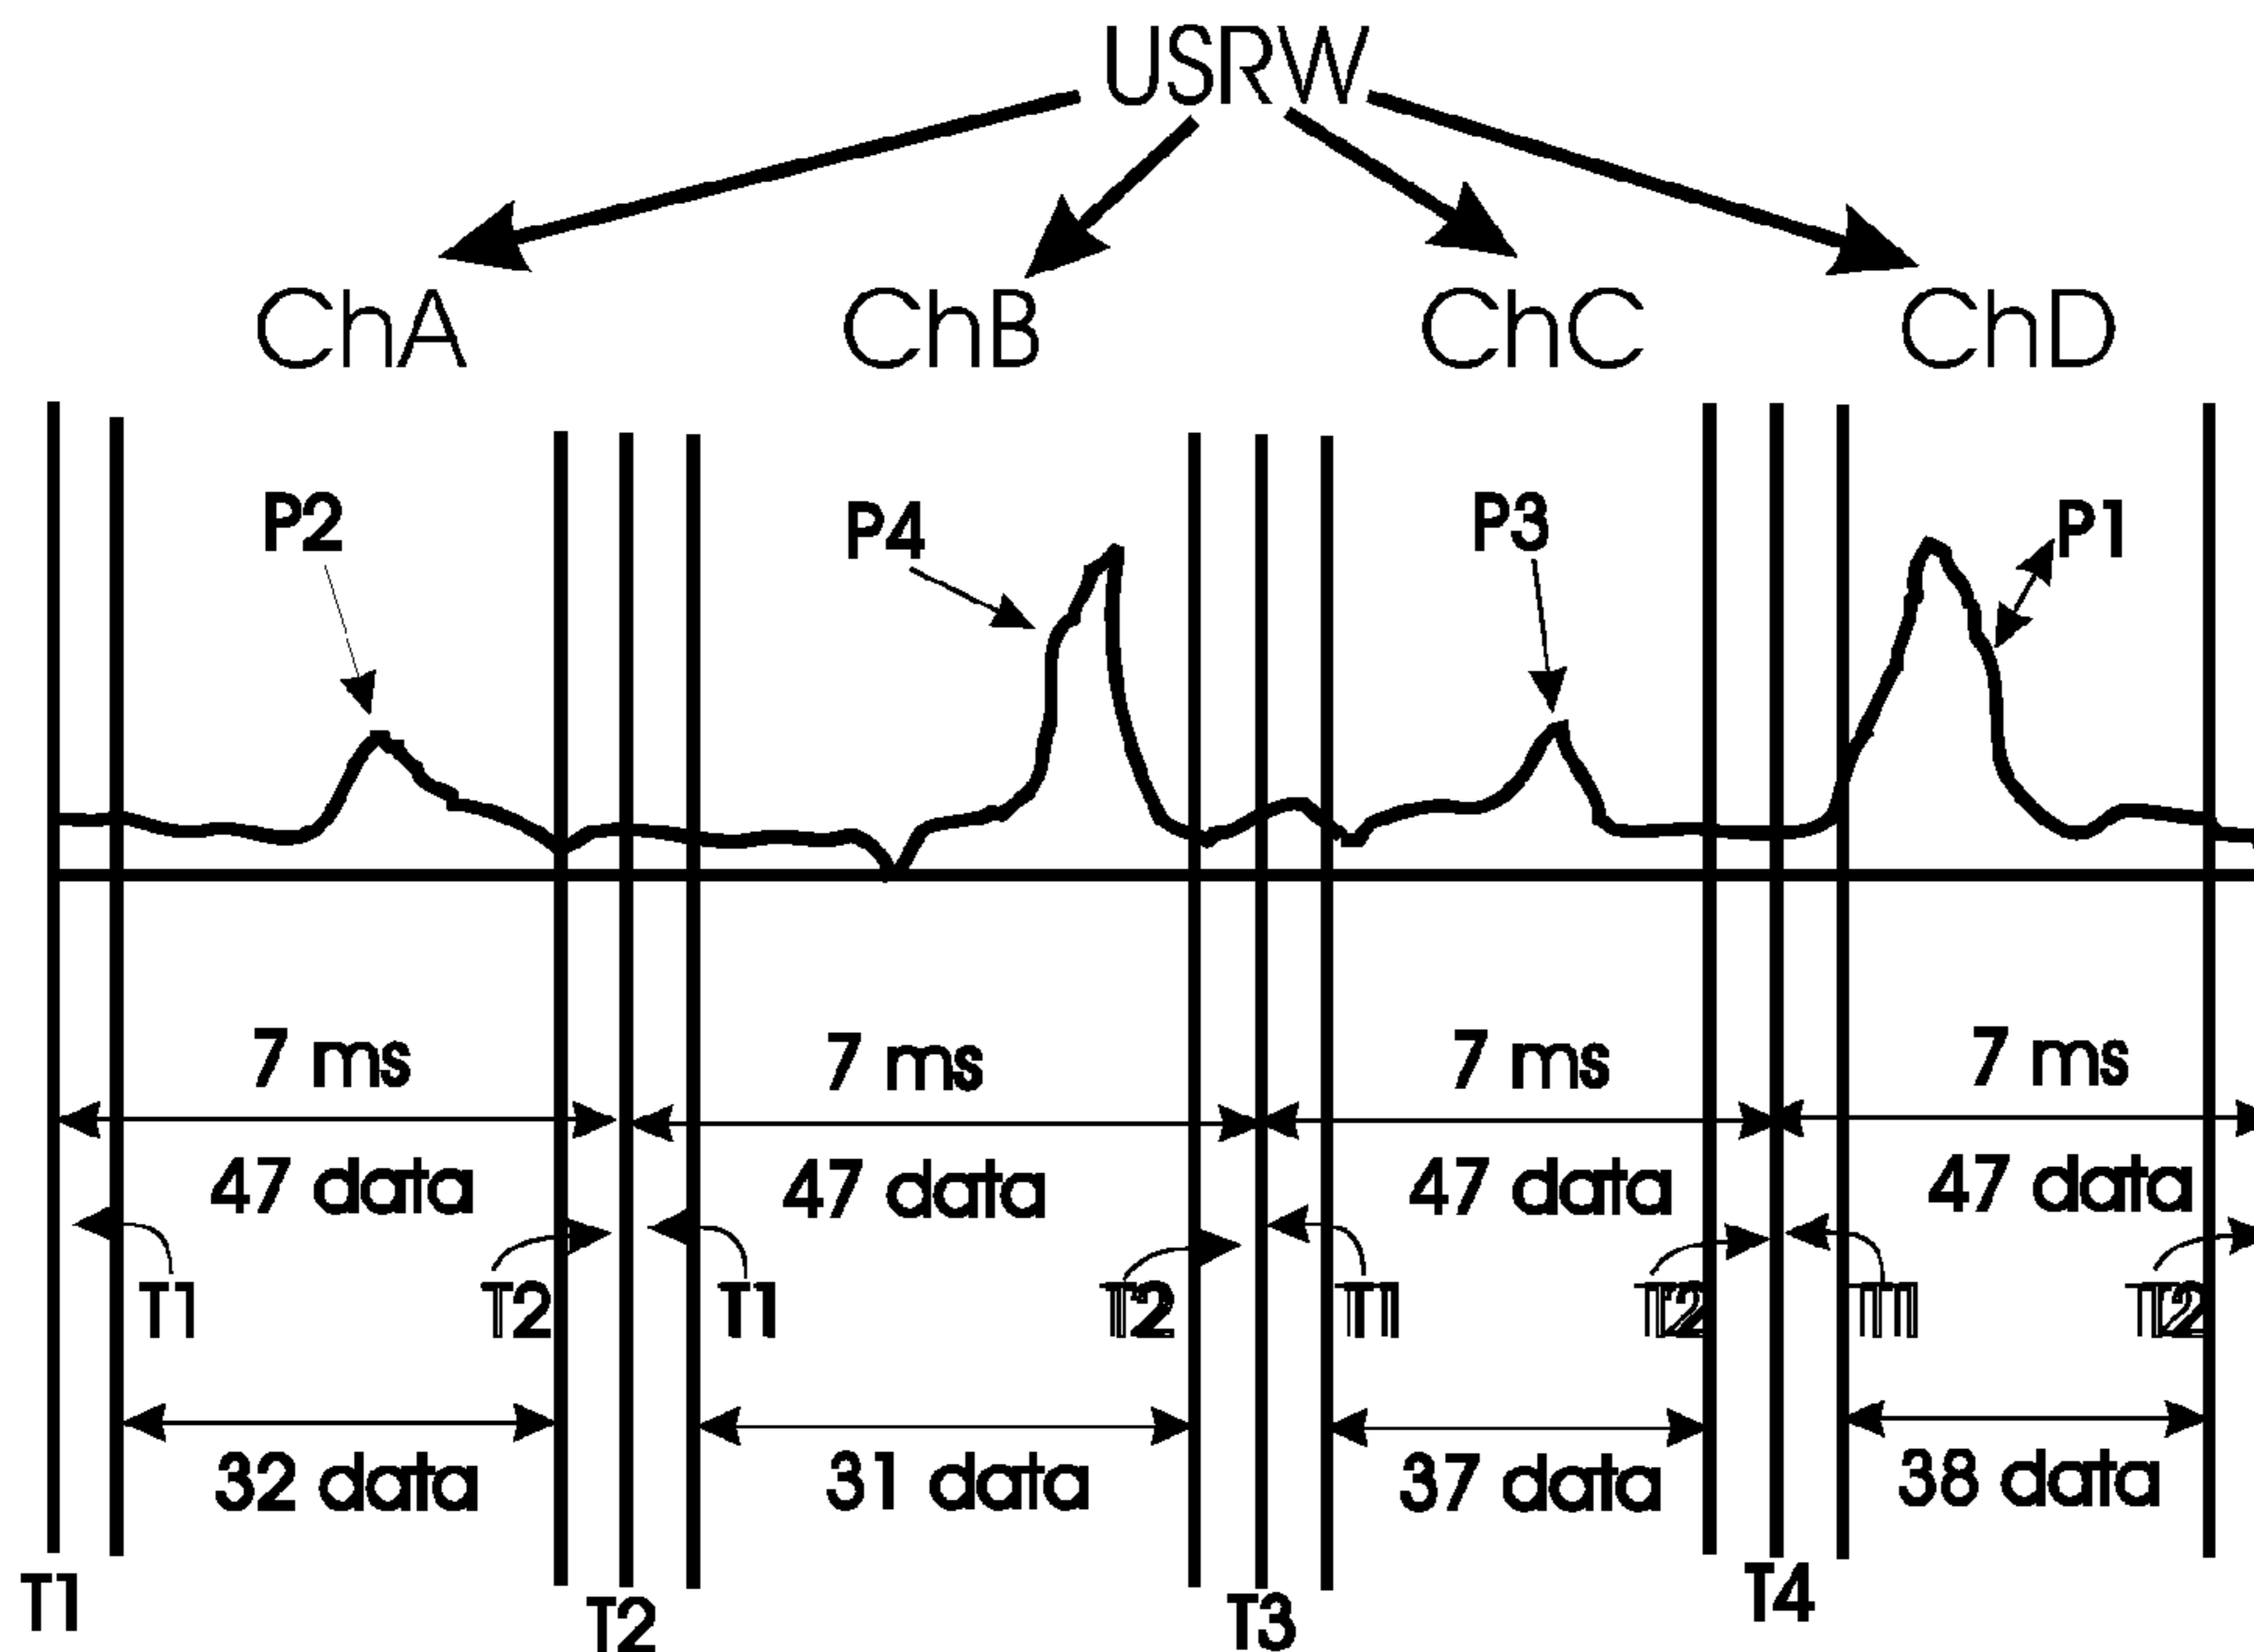 USRW
ChA ChB ChC ChD
P2 P4 P3 P1
7 ms 7 ms 7 ms 7 ms
47 data 47 data 47 data 47 data
T1 T2 T1 T2 T1 T2 T1 T2
32 data 31 data 37 data 38 data
T1 T2 T3 T4